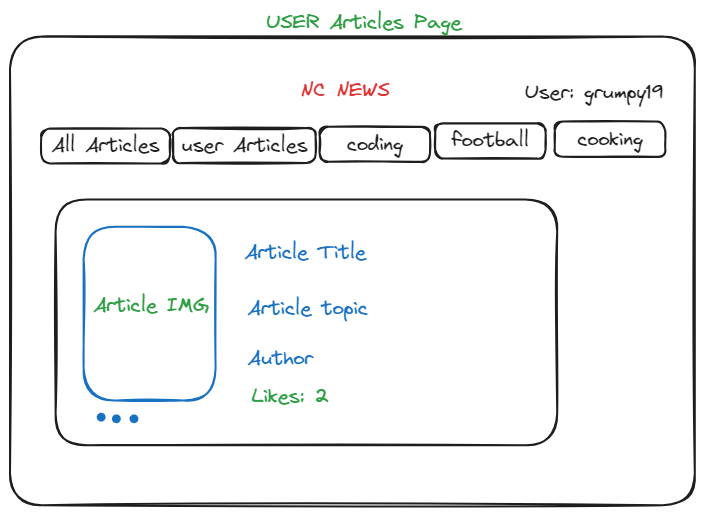 USER Articles Page
NC NEWS
User: grumpy19
All Articles
user Articles
coding
football
cooking
Article IMG
Article Title
Article topic
Author
Likes: 2